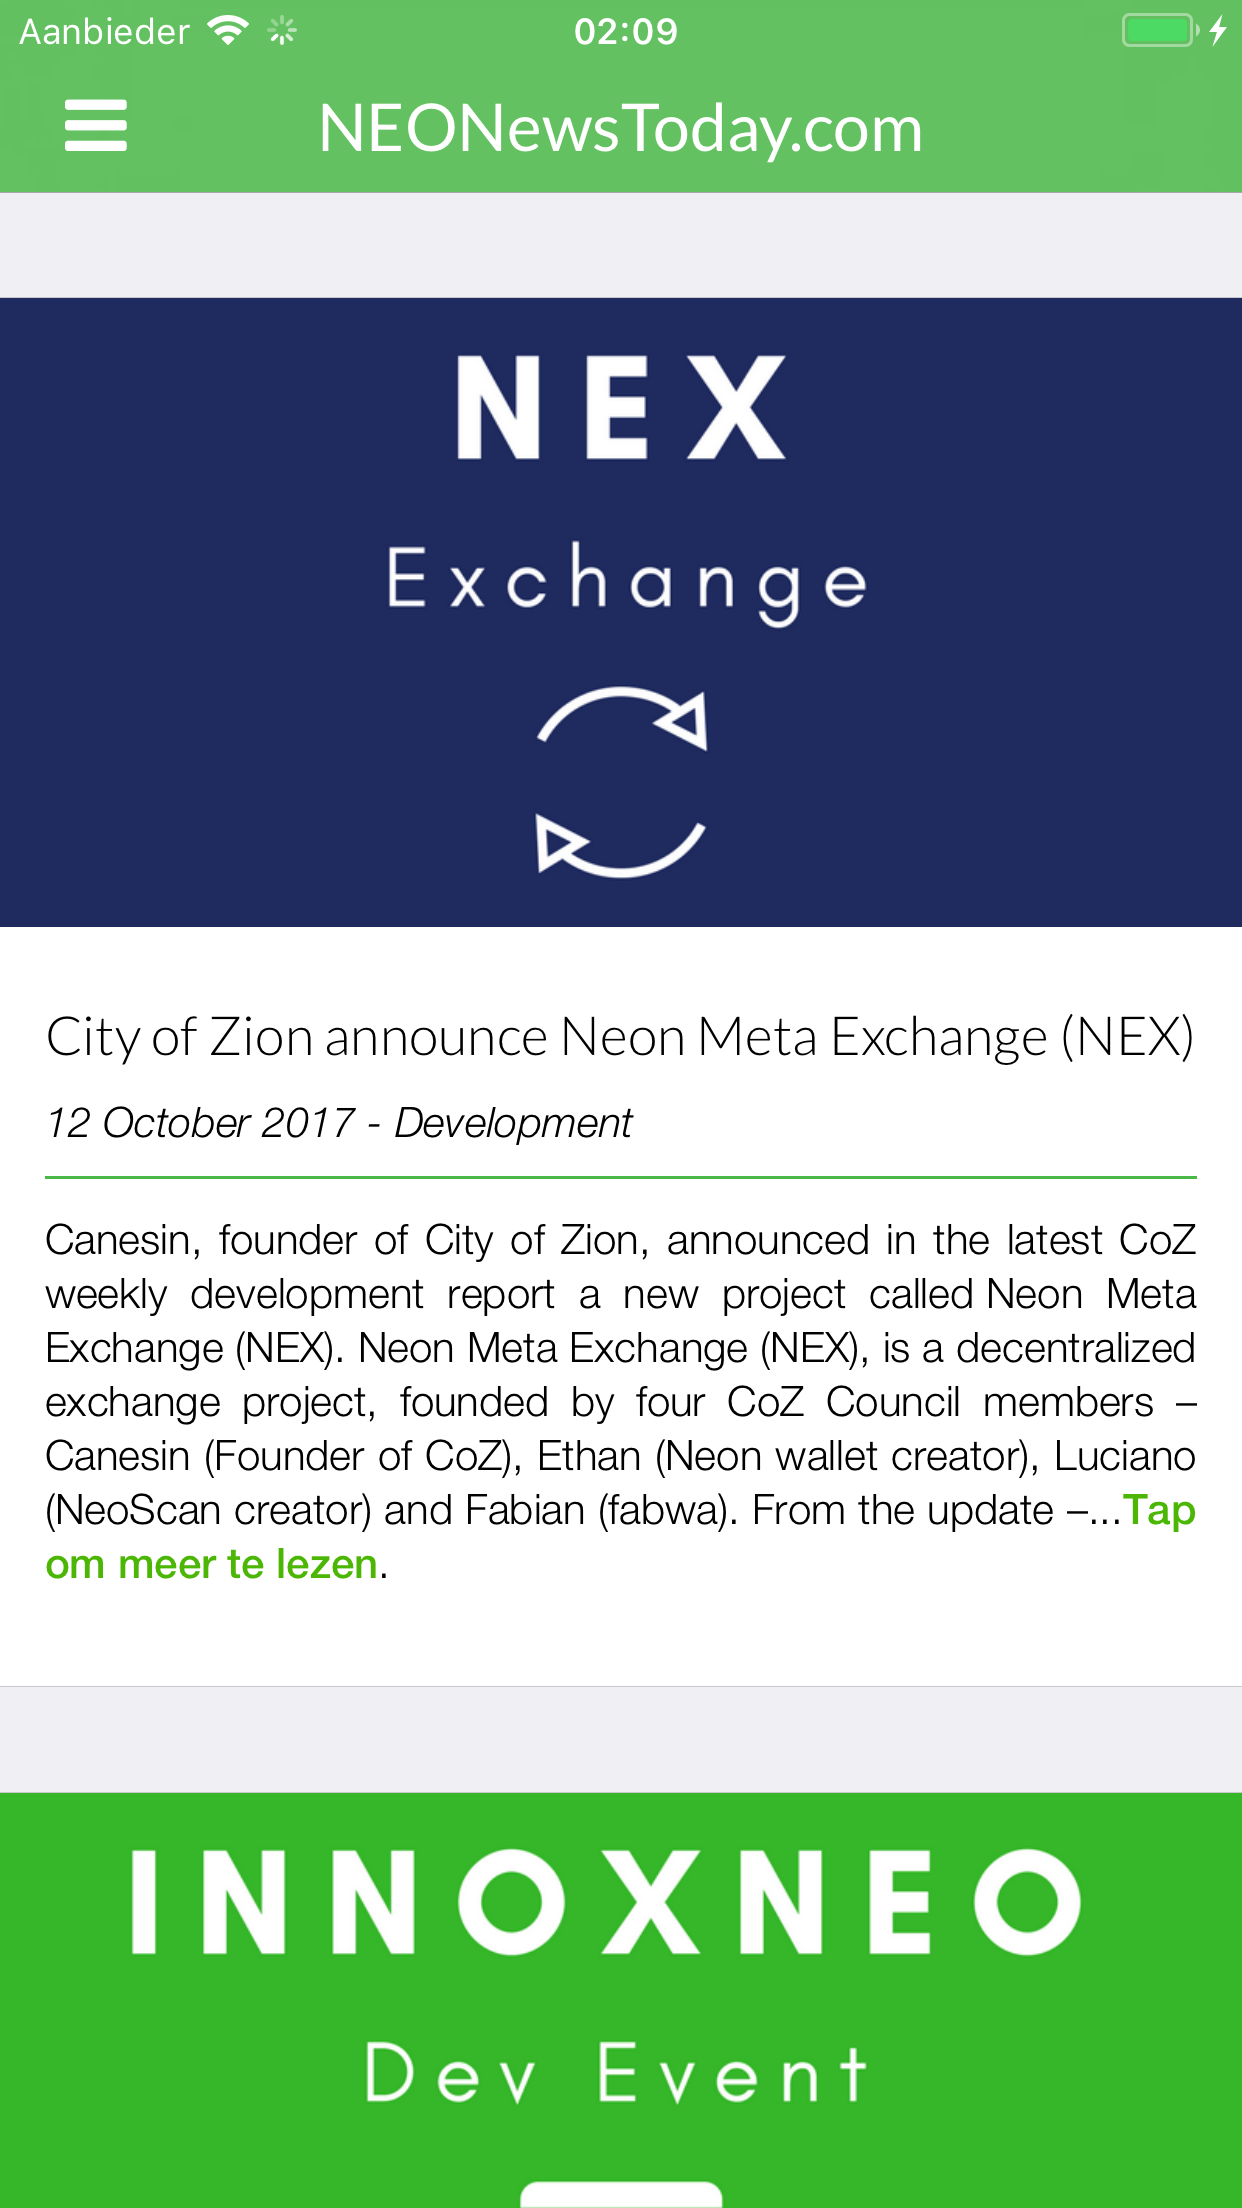 Aanbieder 02:09
NEONewsToday.com
NEX
Exchange
City of Zion announce Neon Meta Exchange (NEX)
12 October 2017 - Development
Canesin, founder of City of Zion, announced in the latest CoZ
weekly development report a new project called Neon Meta
Exchange (NEX). Neon Meta Exchange (NEX), is a decentralized
exchange project, founded by four CoZ Council members –
Canesin (Founder of CoZ), Ethan (Neon wallet creator), Luciano
(NeoScan creator) and Fabian (fabwa). From the update –...Tap
om meer te lezen.
INNOXNEO
Dev Event